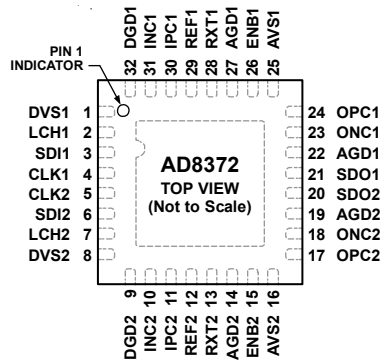 DGD1
INC1
IPC1
REF1
RXT1
AGD1
ENB1
AVS1
32 31 30 29 28 27 26 25
PIN 1
INDICATOR
DVS1 1
LCH1 2
SDI1 3
CLK1 4
CLK2 5
SDI2 6
LCH2 7
DVS2 8
AD8372
TOP VIEW
(Not to Scale)
24 OPC1
23 ONC1
22 AGD1
21 SDO1
20 SDO2
19 AGD2
18 ONC2
17 OPC2
9 10 11 12 13 14 15 16
DGD2
INC2
IPC2
REF2
RXT2
AGD2
ENB2
AVS2